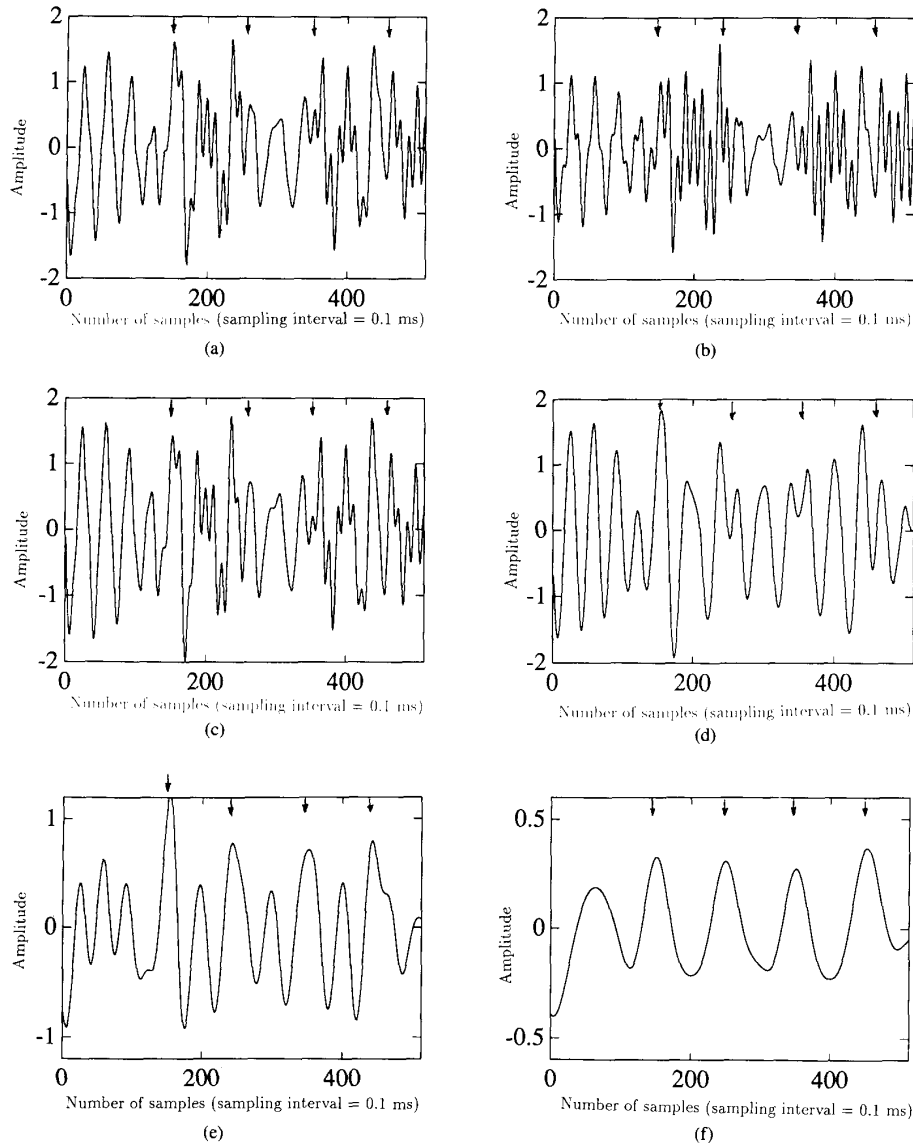 2
1
0
-1
-2
Amplitude
0 200 400
Number of samples (sampling interval = 0.1 ms)
(a)
2
1
0
-1
-2
Amplitude
0 200 400
Number of samples (sampling interval = 0.1 ms)
(b)
2
1
0
-1
-2
Amplitude
0 200 400
Number of samples (sampling interval = 0.1 ms)
(c)
2
1
0
-1
-2
Amplitude
0 200 400
Number of samples (sampling interval = 0.1 ms)
(d)
1
0
-1
Amplitude
0 200 400
Number of samples (sampling interval = 0.1 ms)
(e)
0.5
0
-0.5
Amplitude
0 200 400
Number of samples (sampling interval = 0.1 ms)
(f)